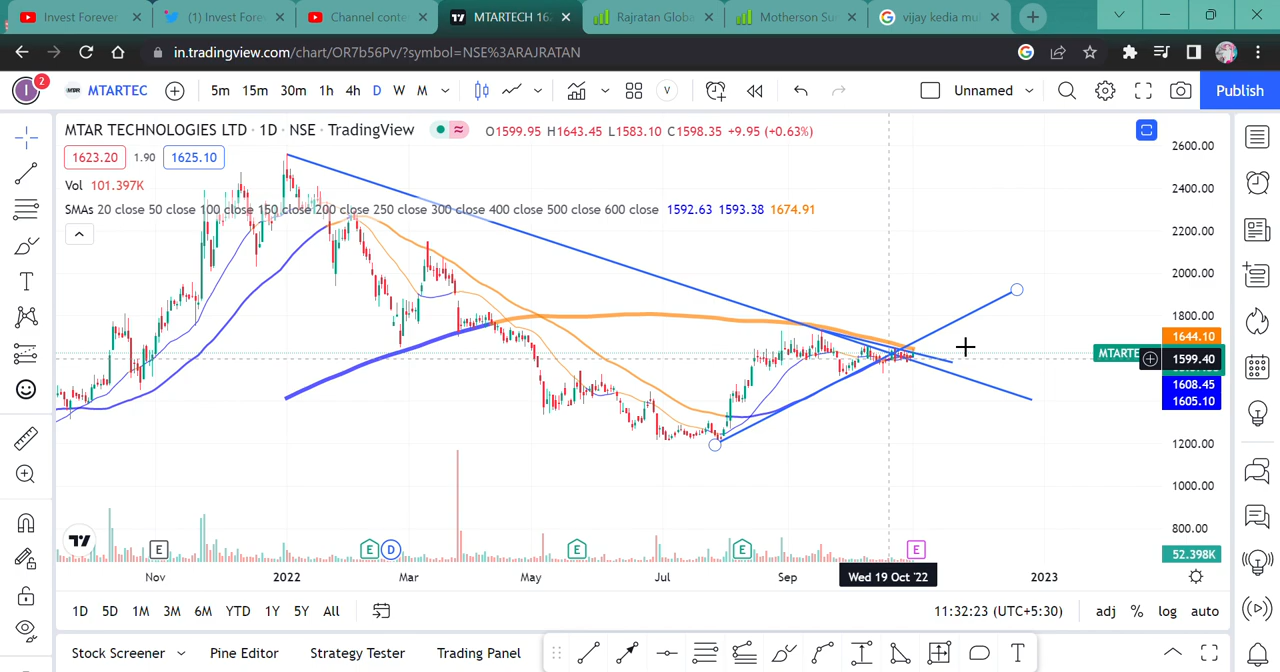 Invest Forever
(1) Invest Fore
Channel conte
MTARTECH 16
Rajratan Globa
Motherson Su
vijay kedia mu
in.tradingview.com/chart/OR7b56Pv/?symbol=NSE%3ARAJRATAN
I 2 MTARTEC 5m 15m 30m 1h 4h D W M V Unnamed Publish
MTAR TECHNOLOGIES LTD · 1D · NSE · TradingView O1599.95 H1643.45 L1583.10 C1598.35 +9.95 (+0.63%)
1623.20 1.90 1625.10
Vol 101.397K
SMAs 20 close 50 close 100 close 150 close 200 close 250 close 300 close 400 close 500 close 600 close 1592.63 1593.38 1674.91
2600.00
2400.00
2200.00
2000.00
1800.00
1644.10
MTARTE 1599.40
1608.45
1605.10
1200.00
1000.00
800.00
52.398K
E E D E E E
Nov 2022 Mar May Jul Sep Wed 19 Oct '22 2023
1D 5D 1M 3M 6M YTD 1Y 5Y All 11:32:23 (UTC+5:30) adj % log auto
Stock Screener Pine Editor Strategy Tester Trading Panel